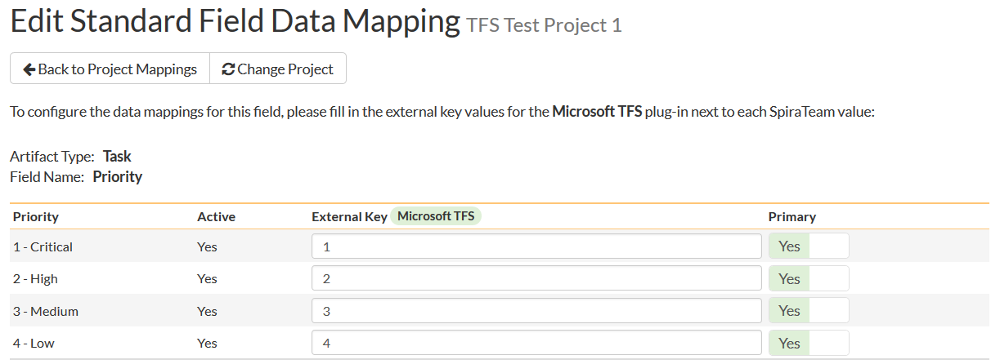 Edit Standard Field Data Mapping TFS Test Project 1
Back to Project Mappings Change Project
To configure the data mappings for this field, please fill in the external key values for the Microsoft TFS plug-in next to each SpiraTeam value:
Artifact Type: Task
Field Name: Priority
Priority Active External Key Microsoft TFS Primary
1 - Critical Yes 1 Yes
2 - High Yes 2 Yes
3 - Medium Yes 3 Yes
4 - Low Yes 4 Yes